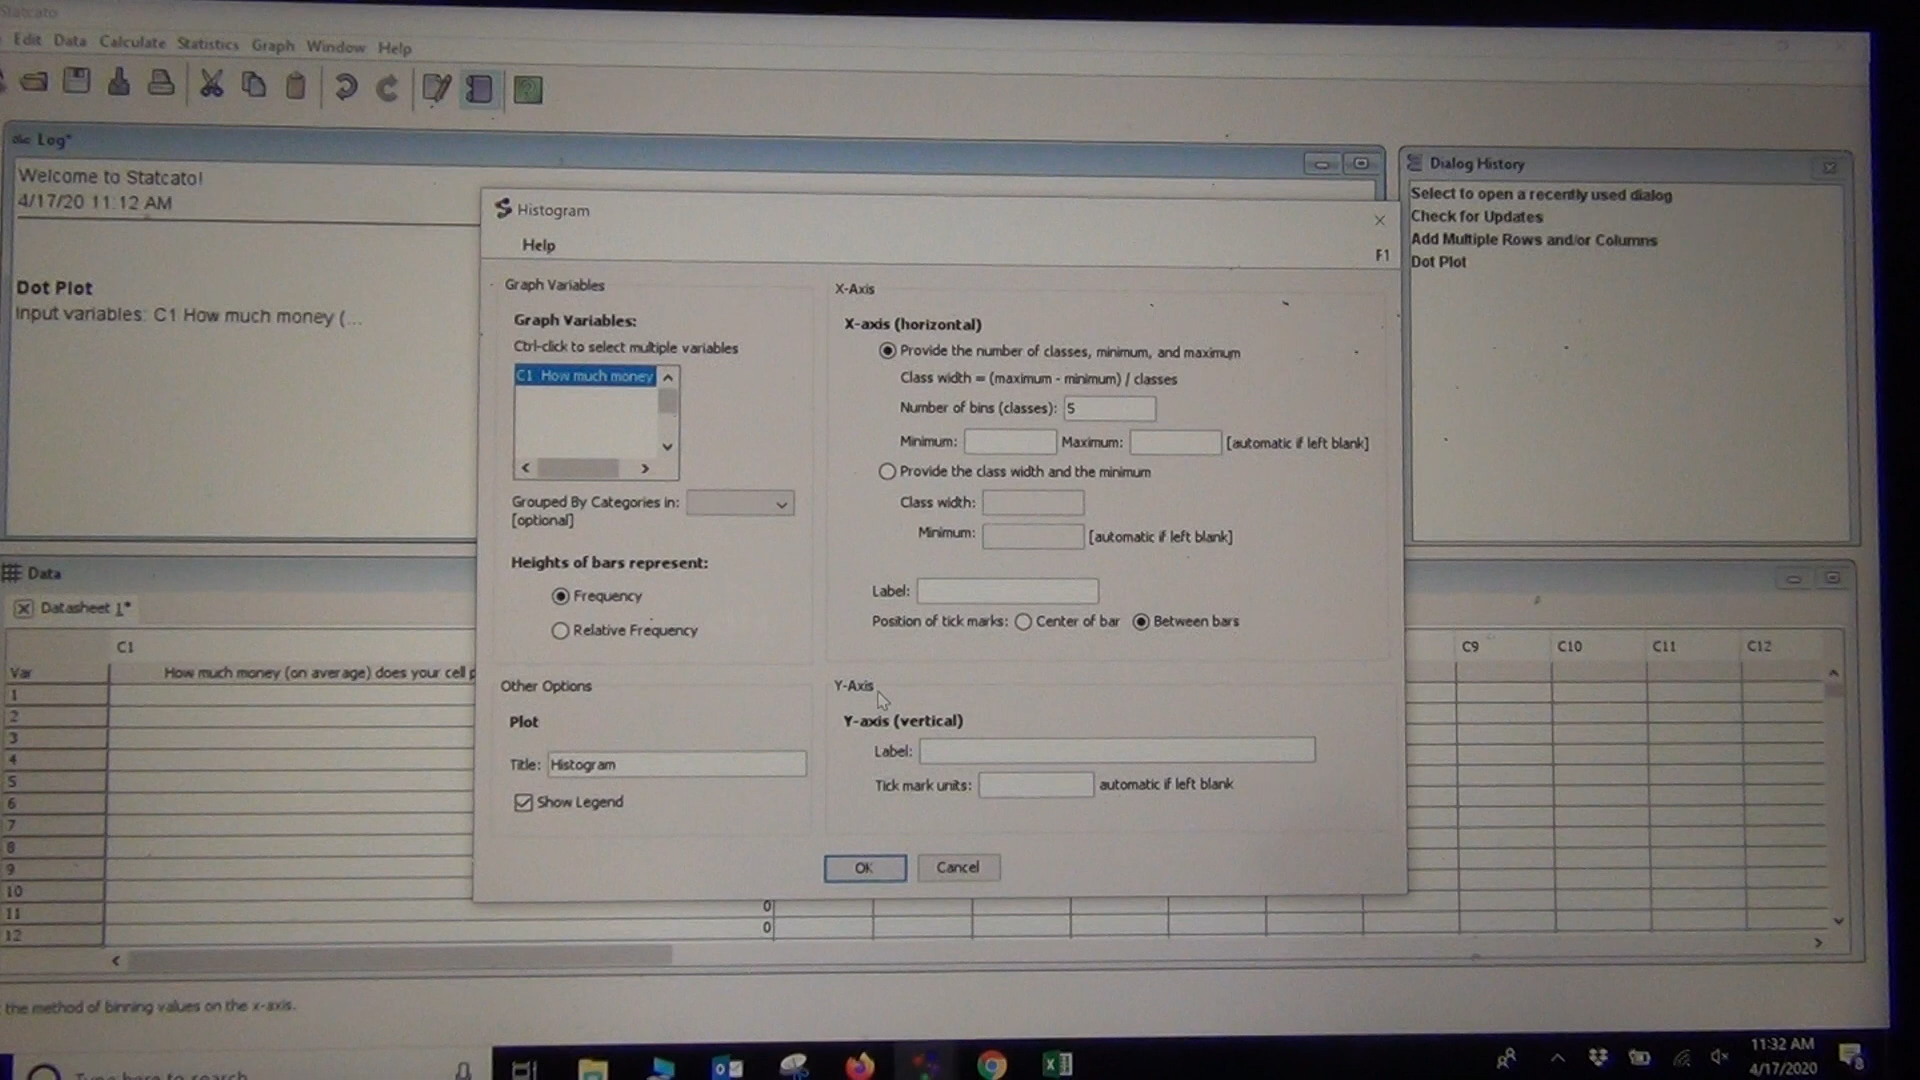 Statcato
Edit Data Calculate Statistics Graph Window Help
Log*
Welcome to Statcato!
4/17/20 11:12 AM
Dot Plot
Input variables: C1 How much money (...
Dialog History
Select to open a recently used dialog
Check for Updates
Add Multiple Rows and/or Columns
Dot Plot
Histogram
Help
F1
Graph Variables
Graph Variables:
Ctrl-click to select multiple variables
C1 How much money
Grouped By Categories in:
[optional]
Heights of bars represent:
Frequency
Relative Frequency
Other Options
Plot
Title: Histogram
Show Legend
X-Axis
X-axis (horizontal)
Provide the number of classes, minimum, and maximum
Class width = (maximum - minimum) / classes
Number of bins (classes): 5
Minimum: Maximum: [automatic if left blank]
Provide the class width and the minimum
Class width:
Minimum: [automatic if left blank]
Label:
Position of tick marks: Center of bar Between bars
Y-Axis
Y-axis (vertical)
Label:
Tick mark units: automatic if left blank
OK Cancel
Data
Datasheet 1*
C1 C9 C10 C11 C12
Var How much money (on average) does your cell p
1
2
3
4
5
6
7
8
9
10
11 0
12 0
the method of binning values on the x-axis.
Type here to search
11:32 AM
4/17/2020
8